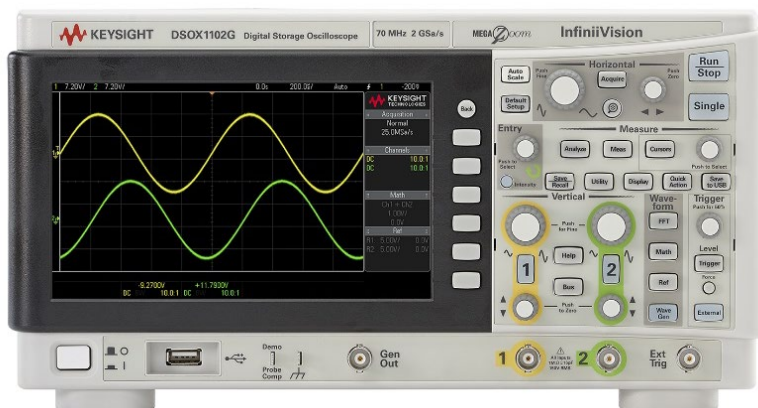 KEYSIGHT DSOX1102G Digital Storage Oscilloscope 70 MHz 2 GSa/s MEGA Zoom InfiniiVision
1 7.20V/ 2 7.20V/ 0.0s 200.0s/ Auto 1 -200
KEYSIGHT
TECHNOLOGIES
Acquisition
Normal
25.0MSa/s
Channels
DC 10.0:1
DC 10.0:1
Math
Ch1 + Ch2
1.00V/
0.0V
Ref
R1: 5.00V/ 0.0V
R2: 5.00V/ 0.0V
-9.2700V +11.7900V
DC 10.0:1 DC 10.0:1
Back
Horizontal
Auto
Scale
Push
for Fine
Acquire
Push
to Zero
Run
Stop
Default
Setup
Single
Entry
Measure
Push to
Select
Analyze Meas Cursors
Push to Select
Intensity
Save
Recall
Utility Display
Quick
Action
Save
to USB
Vertical
Wave-
form
Trigger
Push for 50%
Push
for Fine
FFT
Level
1 Help 2 Math Trigger
Force
Bus Ref
Push
to Zero
Wave
Gen
External
Demo
Probe
Comp
Gen
Out
1 2
Ext
Trig